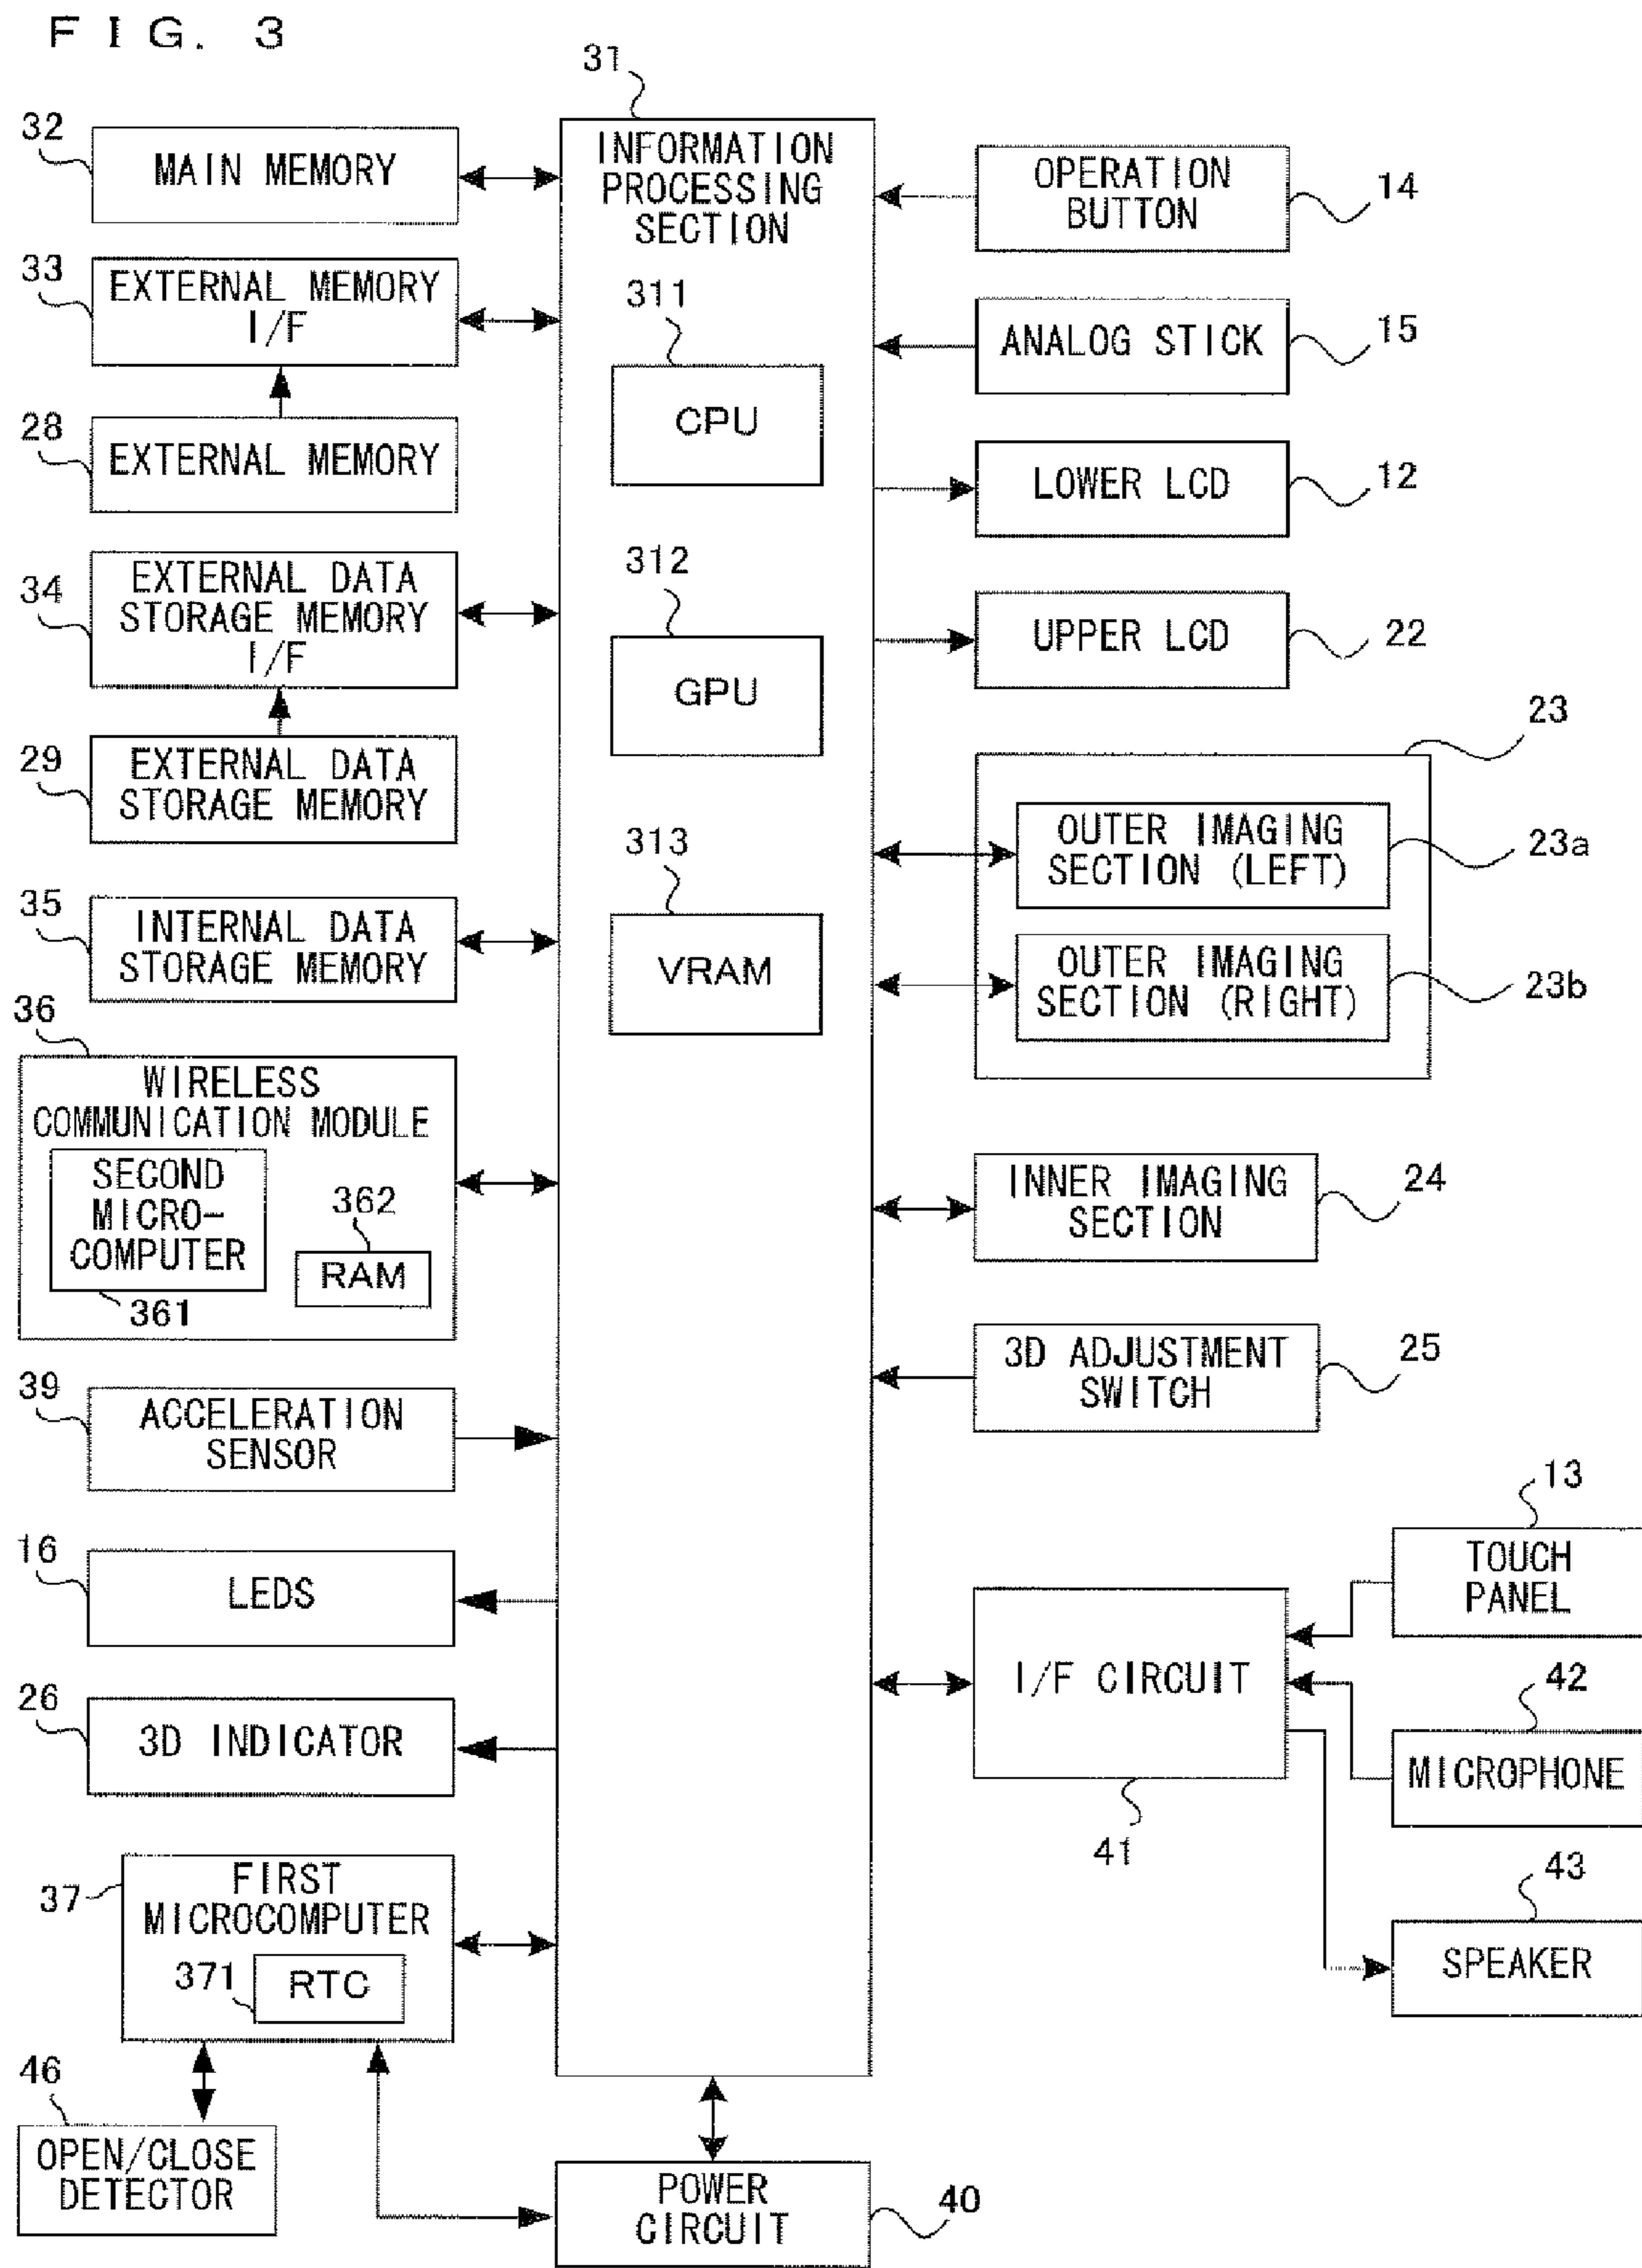 FIG. 3
31
INFORMATION
PROCESSING
SECTION
311
CPU
312
GPU
313
VRAM
32
MAIN MEMORY
33
EXTERNAL MEMORY
I/F
28
EXTERNAL MEMORY
34
EXTERNAL DATA
STORAGE MEMORY
I/F
29
EXTERNAL DATA
STORAGE MEMORY
35
INTERNAL DATA
STORAGE MEMORY
36
WIRELESS
COMMUNICATION MODULE
SECOND
MICRO-
COMPUTER
361
362
RAM
39
ACCELERATION
SENSOR
16
LEDS
26
3D INDICATOR
37
FIRST
MICROCOMPUTER
371
RTC
46
OPEN/CLOSE
DETECTOR
OPERATION
BUTTON
14
ANALOG STICK
15
LOWER LCD
12
UPPER LCD
22
23
OUTER IMAGING
SECTION (LEFT)
23a
OUTER IMAGING
SECTION (RIGHT)
23b
INNER IMAGING
SECTION
24
3D ADJUSTMENT
SWITCH
25
13
TOUCH
PANEL
I/F CIRCUIT
41
42
MICROPHONE
43
SPEAKER
POWER
CIRCUIT
40